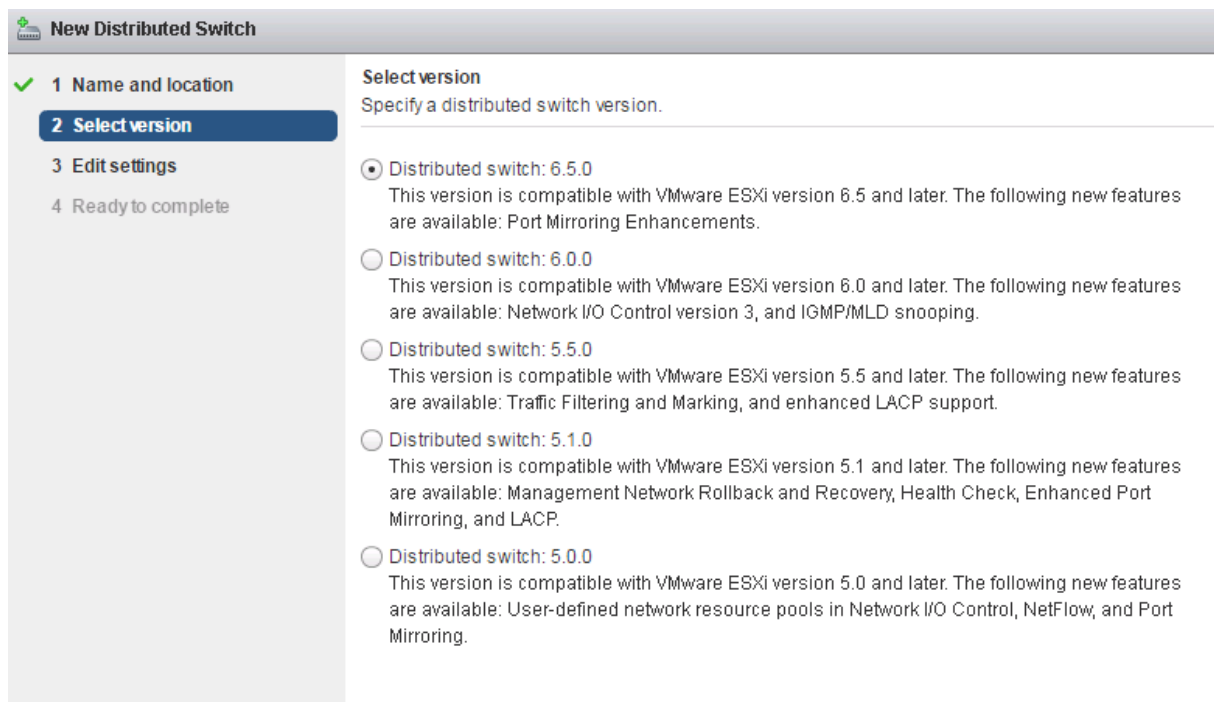 New Distributed Switch
1 Name and location
2 Select version
3 Edit settings
4 Ready to complete
Select version
Specify a distributed switch version.
Distributed switch: 6.5.0
This version is compatible with VMware ESXi version 6.5 and later. The following new features
are available: Port Mirroring Enhancements.
Distributed switch: 6.0.0
This version is compatible with VMware ESXi version 6.0 and later. The following new features
are available: Network I/O Control version 3, and IGMP/MLD snooping.
Distributed switch: 5.5.0
This version is compatible with VMware ESXi version 5.5 and later. The following new features
are available: Traffic Filtering and Marking, and enhanced LACP support.
Distributed switch: 5.1.0
This version is compatible with VMware ESXi version 5.1 and later. The following new features
are available: Management Network Rollback and Recovery, Health Check, Enhanced Port
Mirroring, and LACP.
Distributed switch: 5.0.0
This version is compatible with VMware ESXi version 5.0 and later. The following new features
are available: User-defined network resource pools in Network I/O Control, NetFlow, and Port
Mirroring.